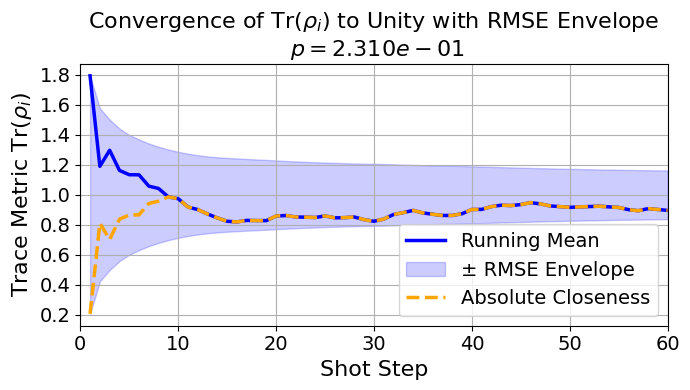 Convergence of Tr(ρᵢ) to Unity with RMSE Envelope
p = 2.310e − 01
Trace Metric Tr(ρᵢ)
1.8
1.6
1.4
1.2
1.0
0.8
0.6
0.4
0.2
Running Mean
± RMSE Envelope
Absolute Closeness
0 10 20 30 40 50 60
Shot Step